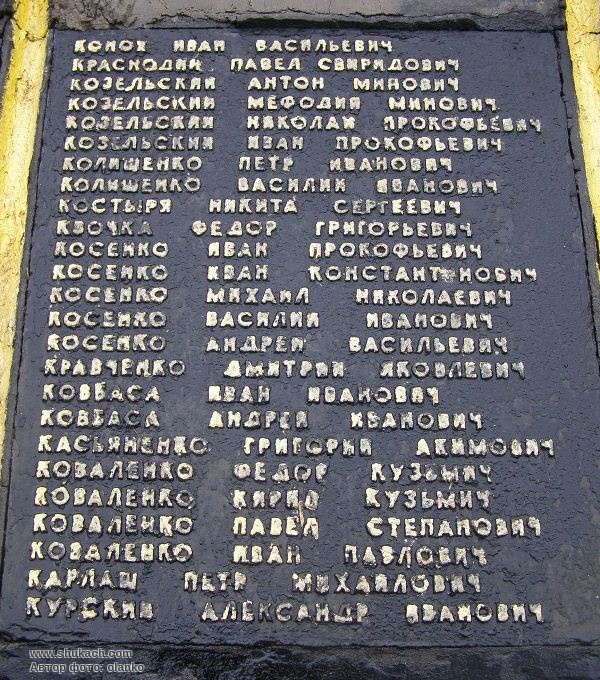 КОНОХ ИВАН ВАСИЛЬЕВИЧ
КРАСНОДИН ПАВЕЛ СВИРИДОВИЧ
КОЗЕЛЬСКИЙ АНТОН МИНОВИЧ
КОЗЕЛЬСКИЙ МЕФОДИЙ МИНОВИЧ
КОЗЕЛЬСКИЙ НИКОЛАЙ ПРОКОФЬЕВИЧ
КОЗЕЛЬСКИЙ ИВАН ПРОКОФЬЕВИЧ
КОЛИШЕНКО ПЕТР ИВАНОВИЧ
КОЛИШЕНКО ВАСИЛИЙ ИВАНОВИЧ
КОСТЫРЯ НИКИТА СЕРГЕЕВИЧ
КВОЧКА ФЕДОР ГРИГОРЬЕВИЧ
КОСЕНКО ИВАН ПРОКОФЬЕВИЧ
КОСЕНКО ИВАН КОНСТАНТИНОВИЧ
КОСЕНКО МИХАИЛ НИКОЛАЕВИЧ
КОСЕНКО ВАСИЛИЙ ИВАНОВИЧ
КОСЕНКО АНДРЕЙ ВАСИЛЬЕВИЧ
КРАВЧЕНКО ДМИТРИЙ ЯКОВЛЕВИЧ
КОВБАСА ИВАН ИВАНОВИЧ
КОВБАСА АНДРЕЙ ИВАНОВИЧ
КАСЬЯНЕНКО ГРИГОРИЙ АКИМОВИЧ
КОВАЛЕНКО ФЕДОР КУЗЬМИЧ
КОВАЛЕНКО КИРИЛ КУЗЬМИЧ
КОВАЛЕНКО ПАВЕЛ СТЕПАНОВИЧ
КОВАЛЕНКО ИВАН ПАВЛОВИЧ
КАРЛАШ ПЕТР МИХАЙЛОВИЧ
КУРСКИЙ АЛЕКСАНДР ИВАНОВИЧ
www.shukach.com
Автор фото: olanko